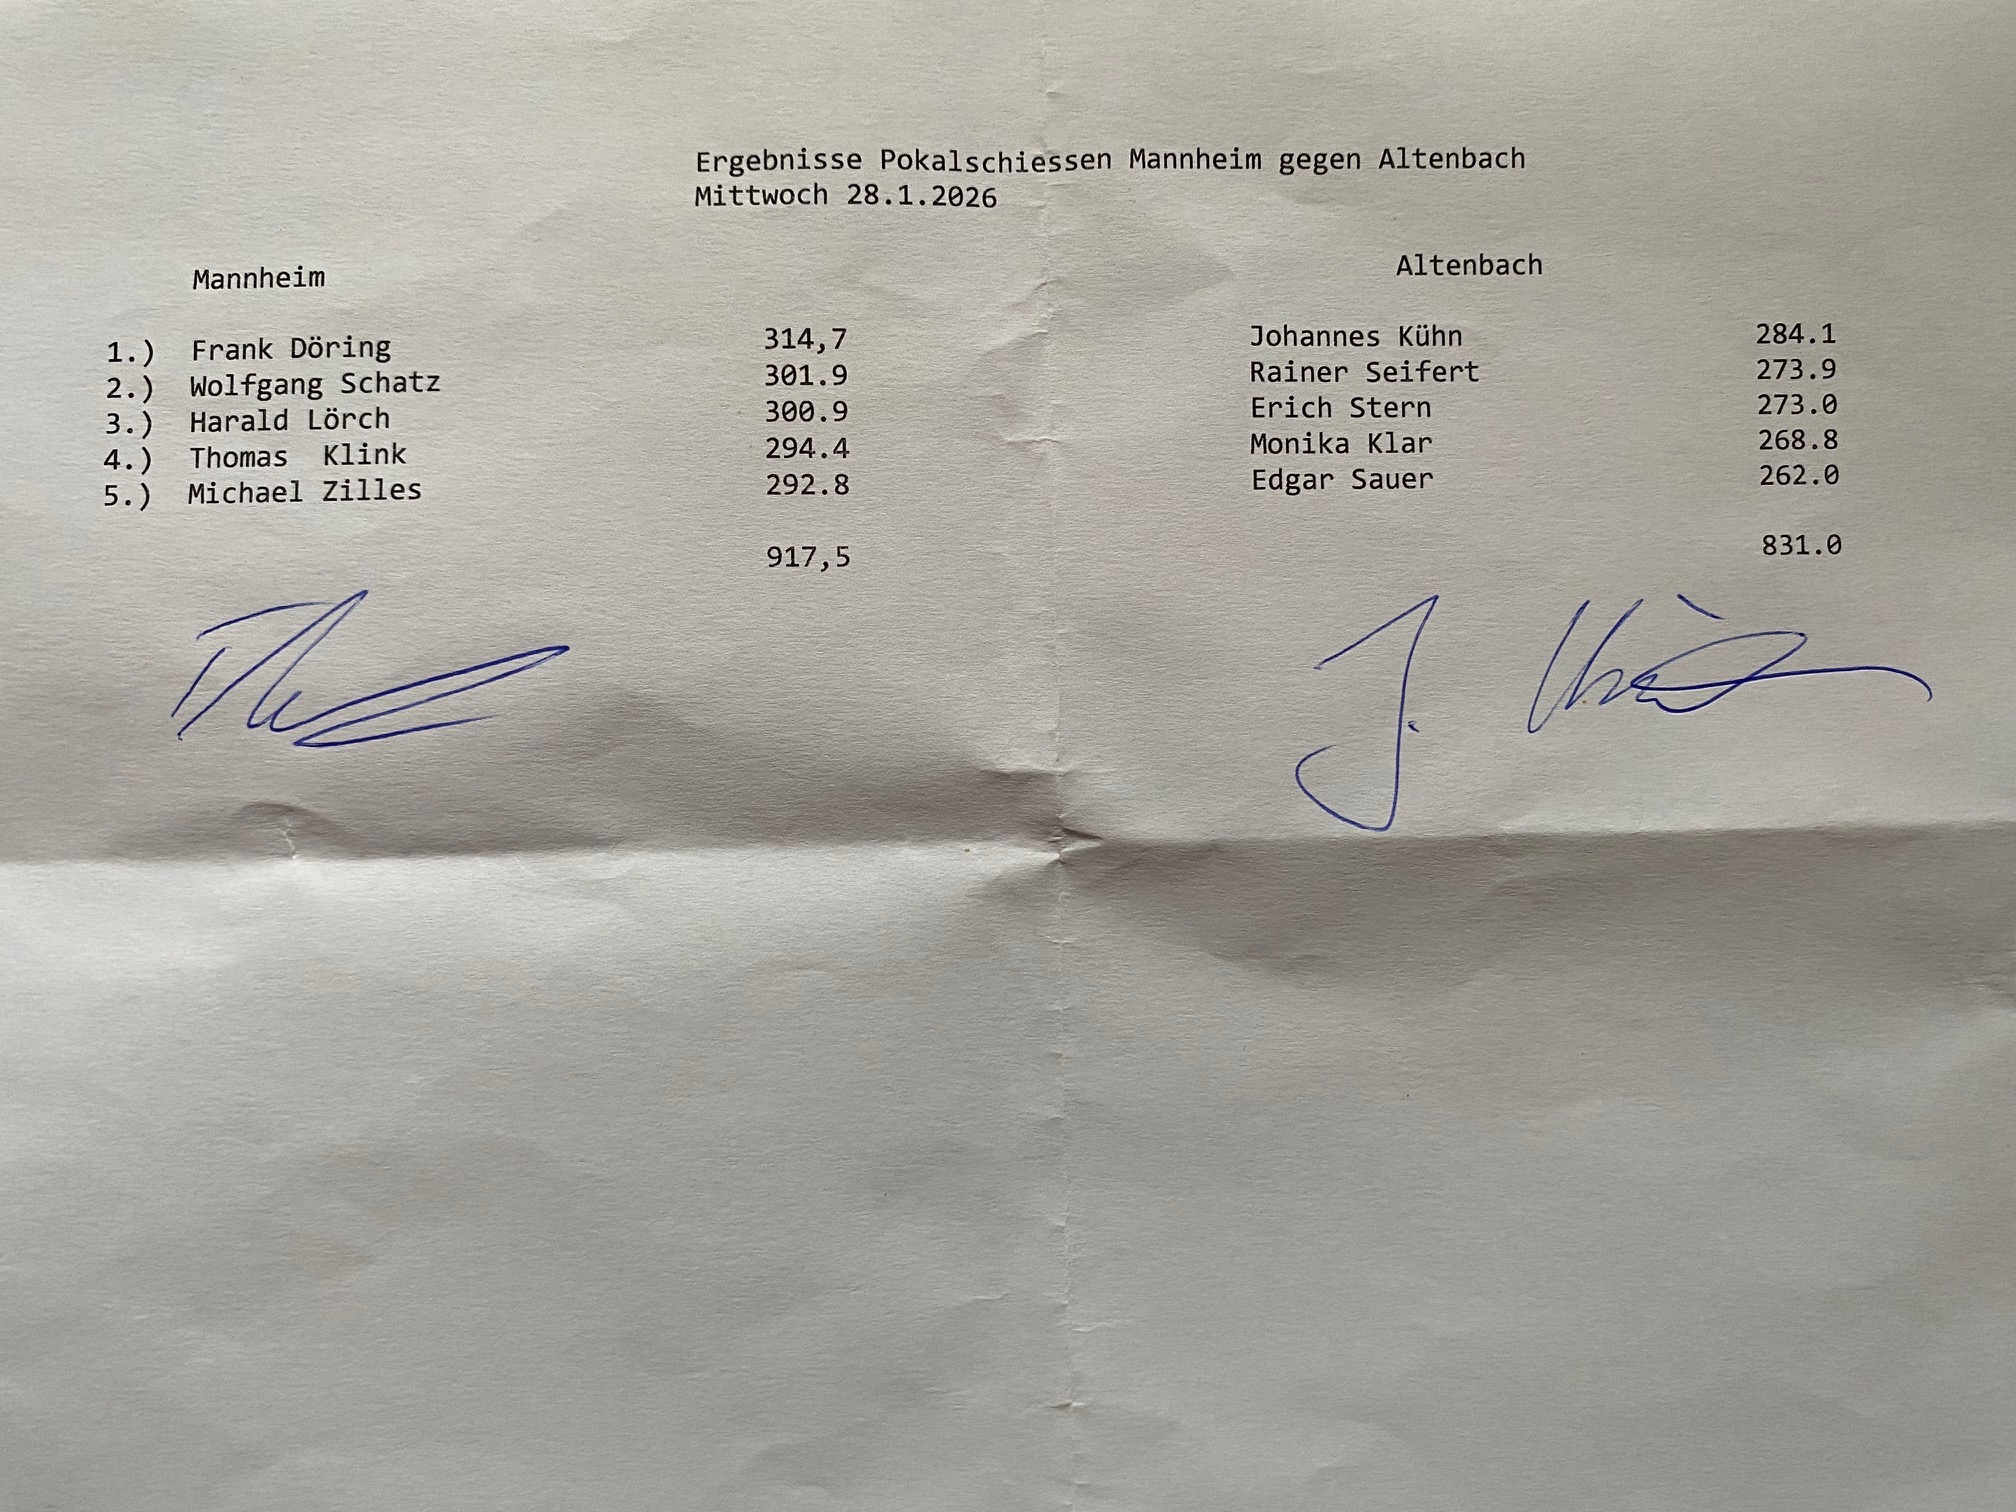 Ergebnisse Pokalschiessen Mannheim gegen Altenbach
Mittwoch 28.1.2026
Mannheim Altenbach
1.) Frank Döring 314,7 Johannes Kühn 284.1
2.) Wolfgang Schatz 301.9 Rainer Seifert 273.9
3.) Harald Lörch 300.9 Erich Stern 273.0
4.) Thomas  Klink 294.4 Monika Klar 268.8
5.) Michael Zilles 292.8 Edgar Sauer 262.0
917,5 831.0
J.